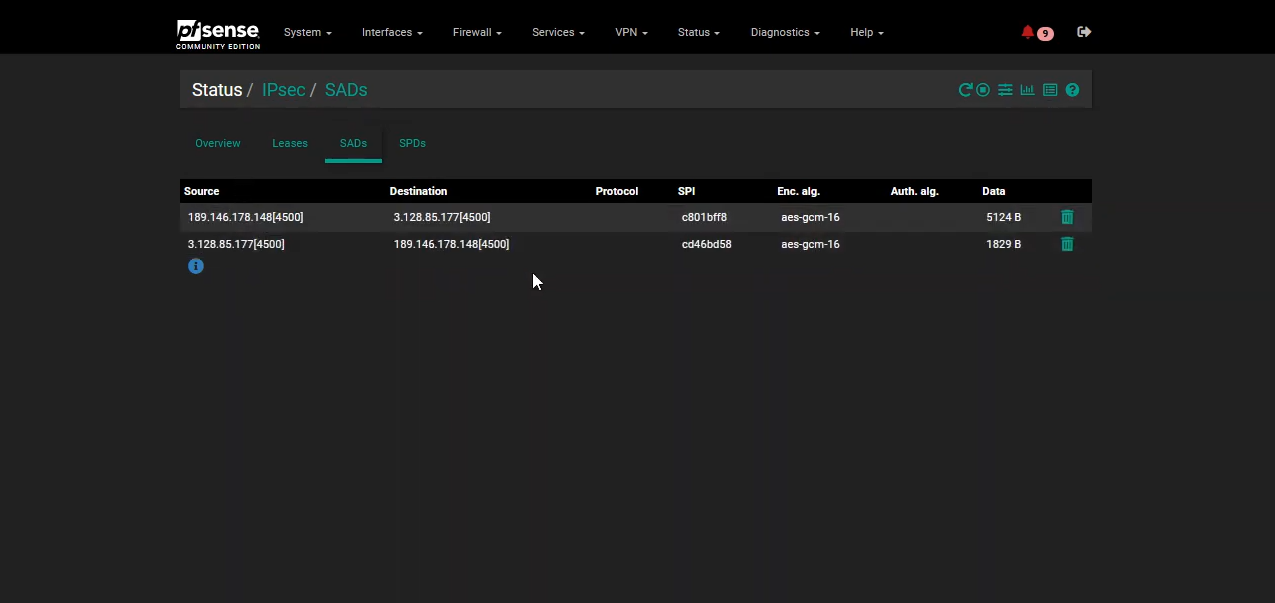 pfsense System Interfaces Firewall Services VPN Status Diagnostics Help 9
COMMUNITY EDITION
Status / IPsec / SADs
Overview Leases SADs SPDs
Source Destination Protocol SPI Enc. alg. Auth. alg. Data
189.146.178.148[4500] 3.128.85.177[4500] c801bff8 aes-gcm-16 5124 B
3.128.85.177[4500] 189.146.178.148[4500] cd46bd58 aes-gcm-16 1829 B